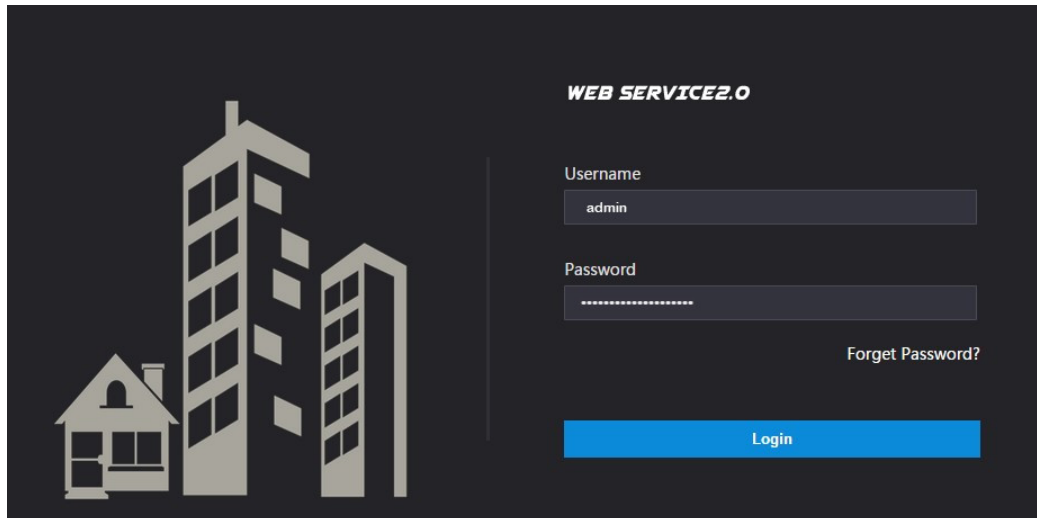 WEB SERVICE2.0
Username
admin
Password
••••••••••••••••••••
Forget Password?
Login